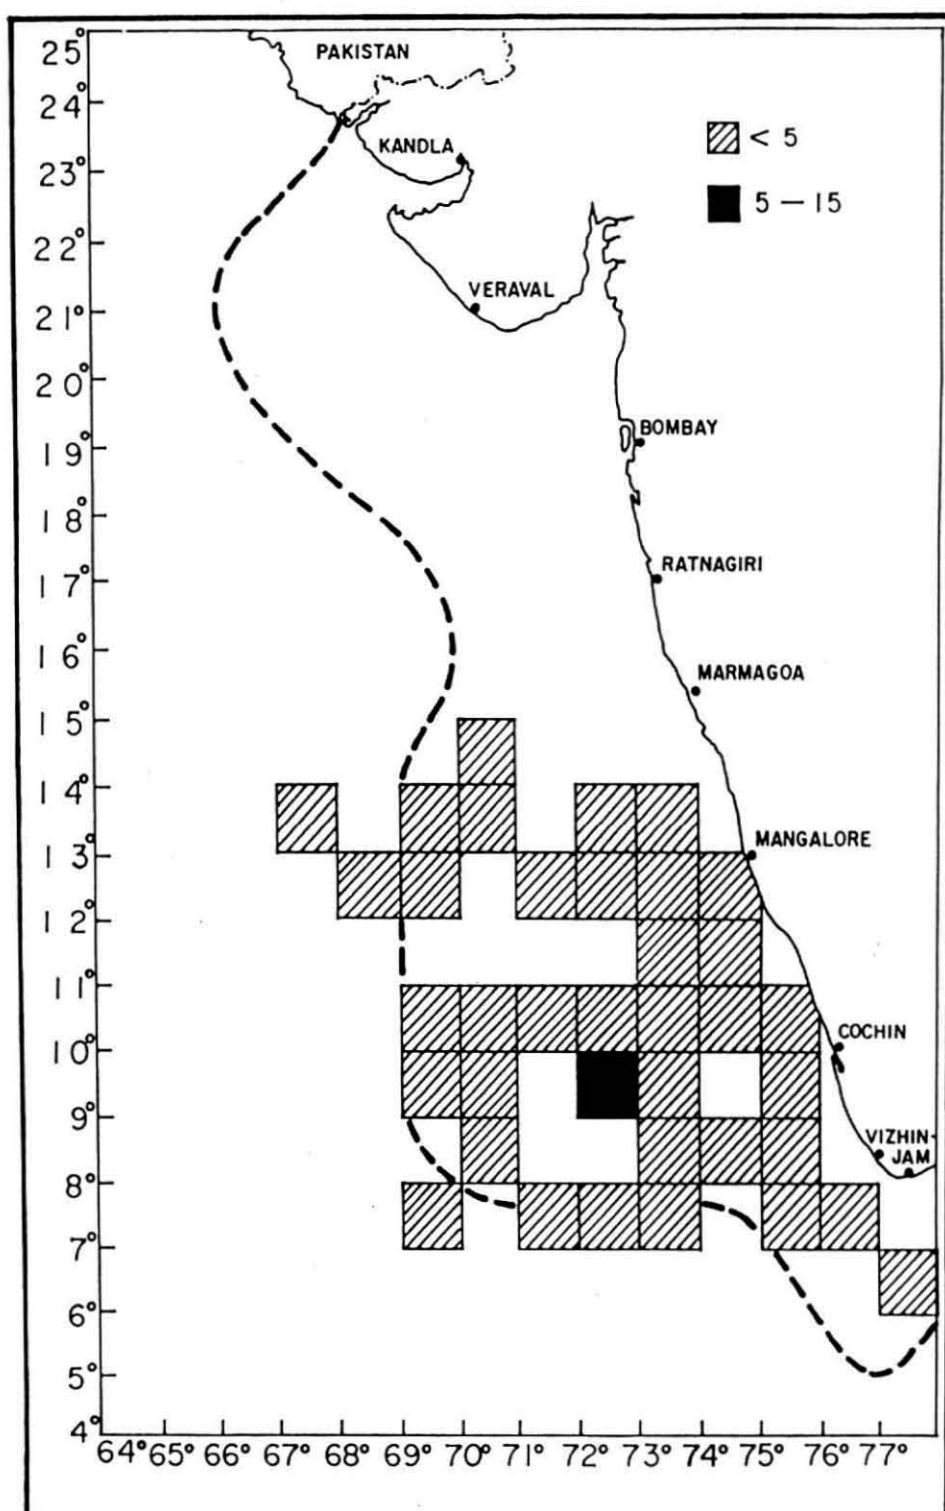 25°
PAKISTAN
24°
< 5
KANDLA
23°
5 — 15
22°
VERAVAL
21°
20°
BOMBAY
19°
18°
RATNAGIRI
17°
16°
MARMAGOA
15°
14°
MANGALORE
13°
12°
11°
COCHIN
10°
9°
VIZHIN-
JAM
8°
7°
6°
5°
4°
64° 65° 66° 67° 68° 69° 70° 71° 72° 73° 74° 75° 76° 77°